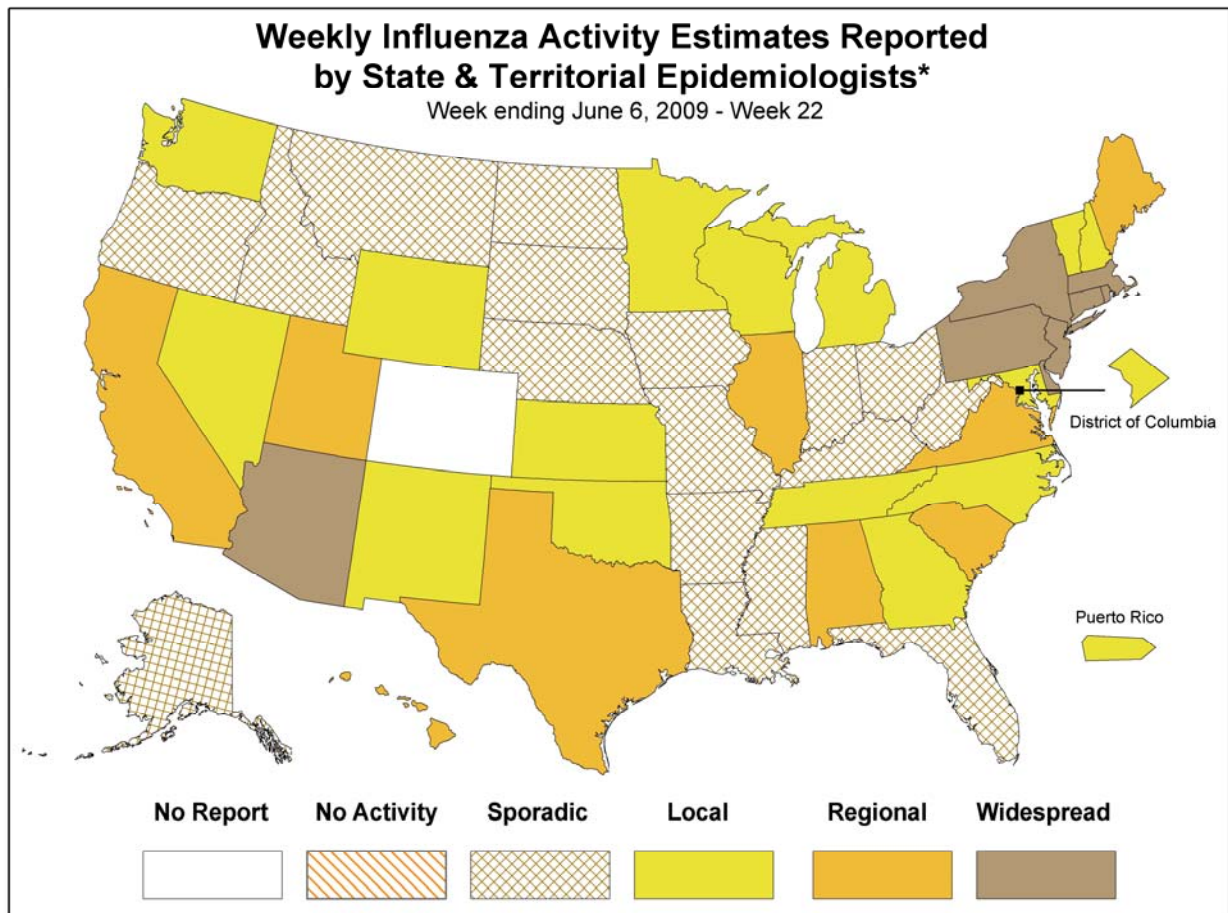 Weekly Influenza Activity Estimates Reported
by State & Territorial Epidemiologists*
Week ending June 6, 2009 - Week 22
District of Columbia
Puerto Rico
No Report No Activity Sporadic Local Regional Widespread